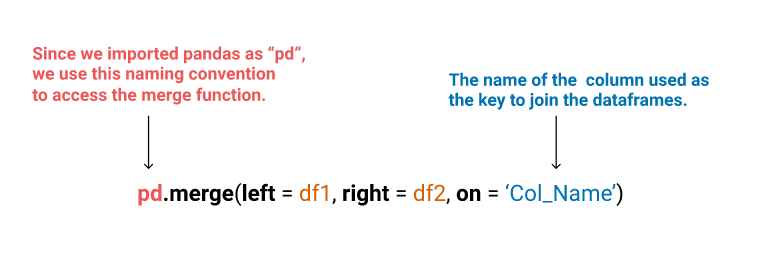 Since we imported pandas as “pd”,
we use this naming convention
to access the merge function.
The name of the column used as
the key to join the dataframes.
pd.merge(left = df1, right = df2, on = ‘Col_Name’)